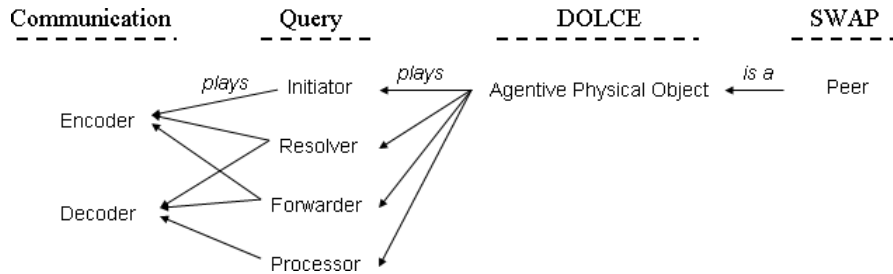 Communication Query DOLCE SWAP
plays Initiator plays Agentive Physical Object is a Peer
Encoder
Resolver
Decoder Forwarder
Processor